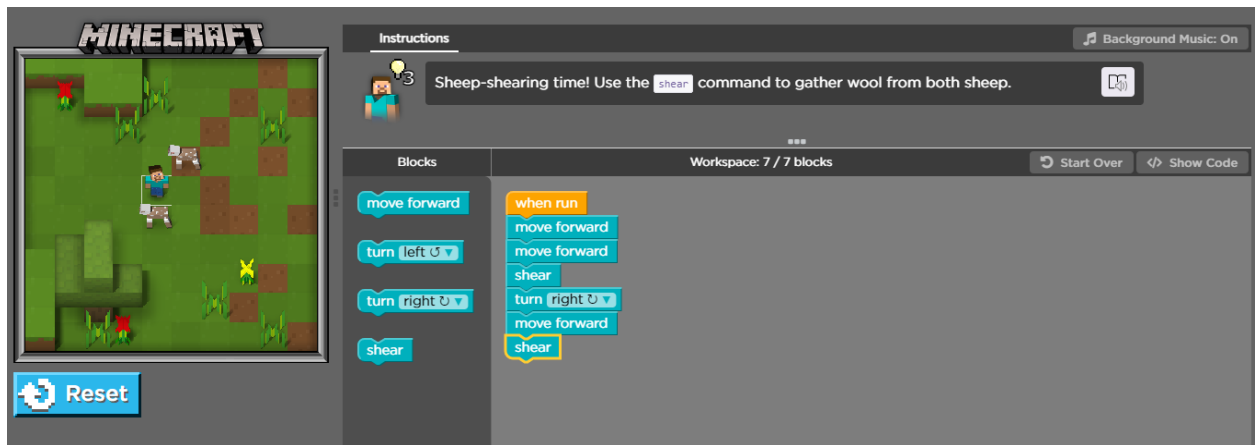 MINECRAFT
Instructions
Background Music: On
3
Sheep-shearing time! Use the shear command to gather wool from both sheep.
Blocks
Workspace: 7 / 7 blocks
Start Over
</> Show Code
move forward
turn left ↺ ▼
turn right ↻ ▼
shear
when run
move forward
move forward
shear
turn right ↻ ▼
move forward
shear
Reset